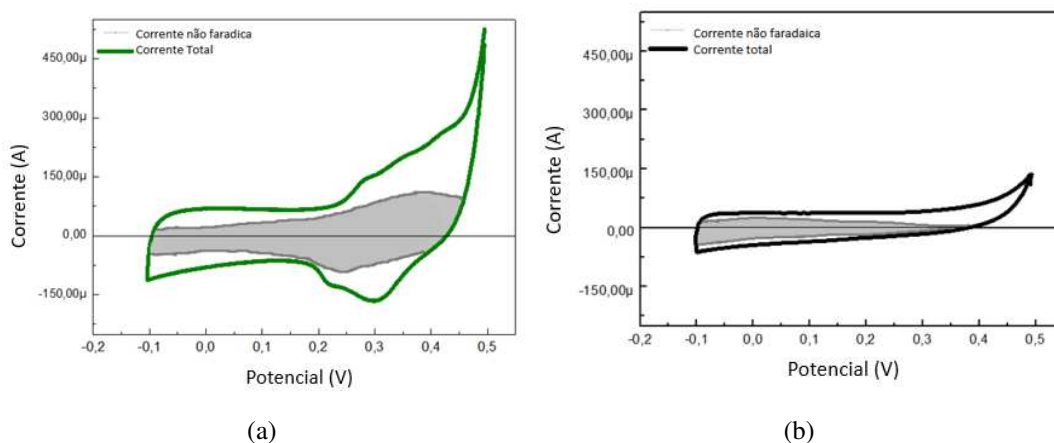 Corrente não faradica
Corrente Total
450,00µ
300,00µ
150,00µ
0,00
-150,00µ
Corrente (A)
-0,2 -0,1 0,0 0,1 0,2 0,3 0,4 0,5
Potencial (V)
(a)
Corrente não faradaica
Corrente total
450,00µ
300,00µ
150,00µ
0,00
-150,00µ
Corrente (A)
-0,2 -0,1 0,0 0,1 0,2 0,3 0,4 0,5
Potencial (V)
(b)